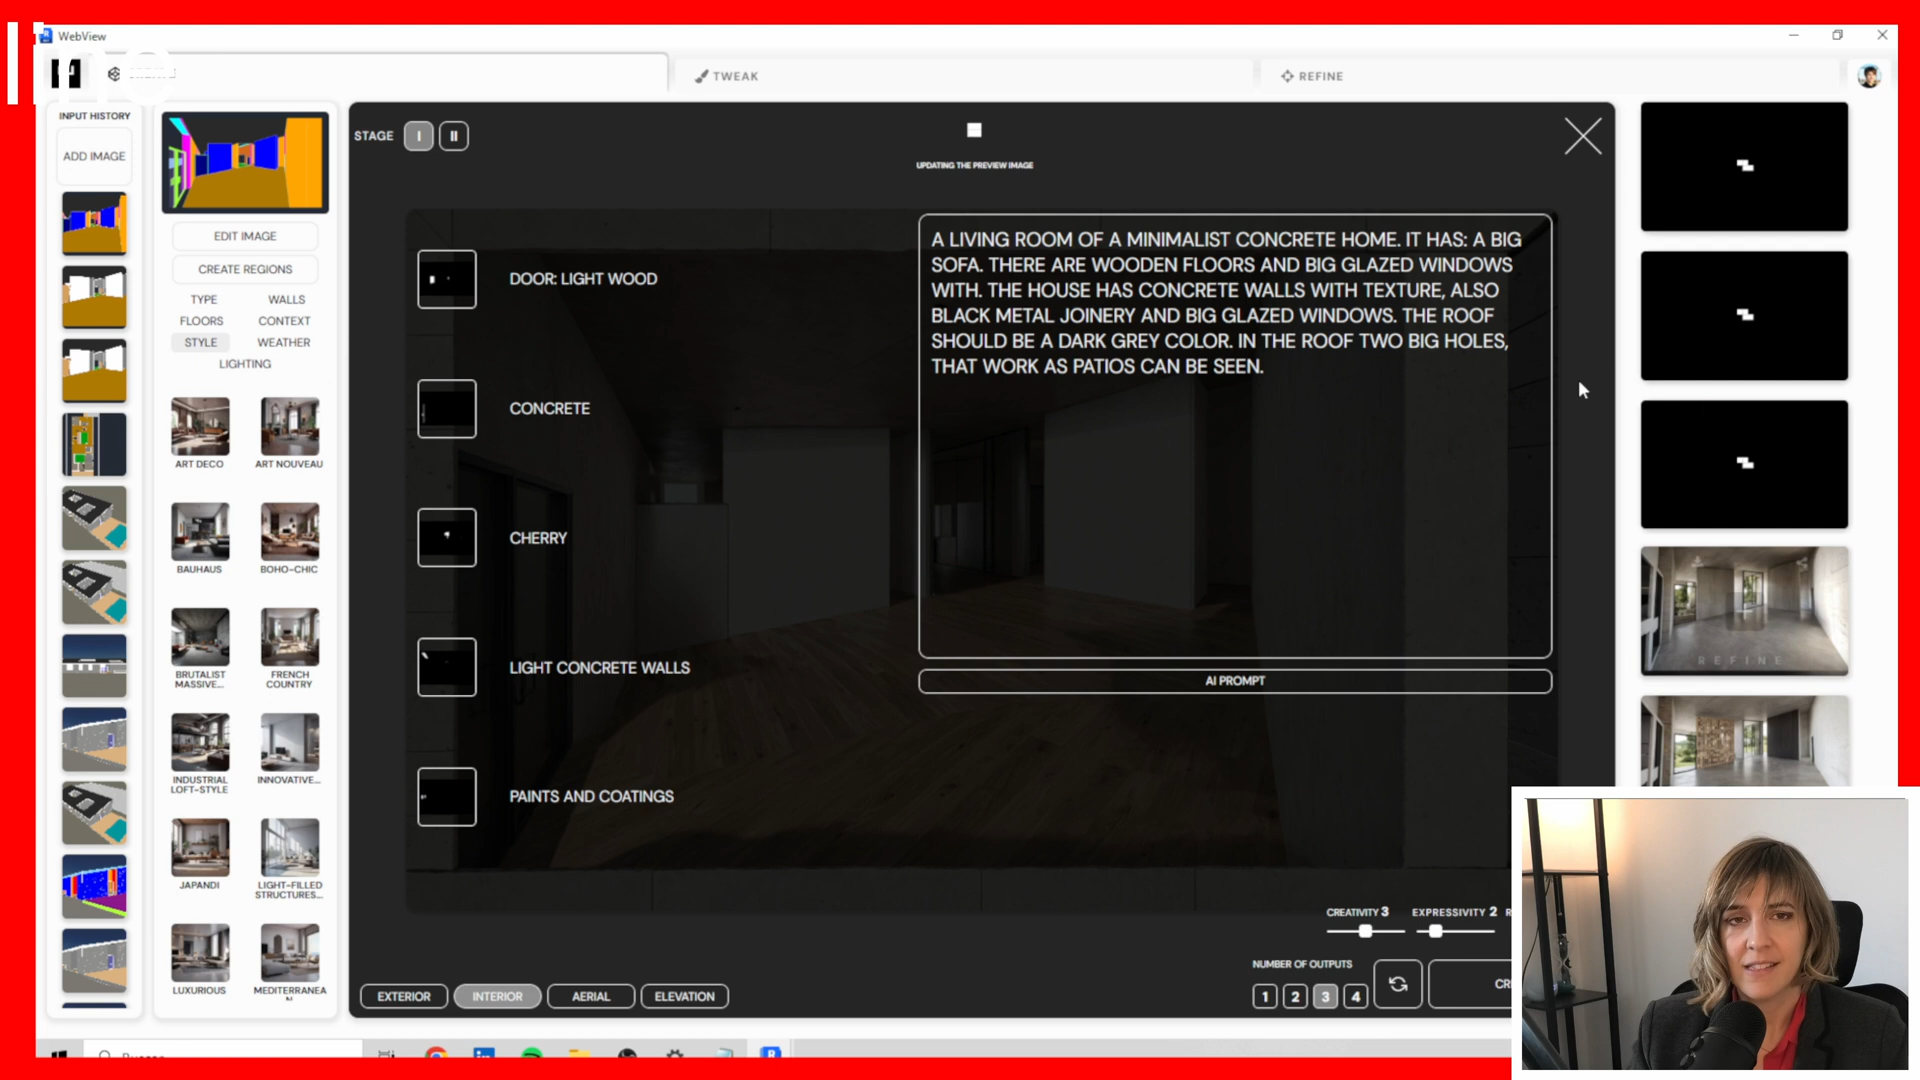 WebView
TWEAK
REFINE
INPUT HISTORY
ADD IMAGE
EDIT IMAGE
CREATE REGIONS
TYPE
WALLS
FLOORS
CONTEXT
STYLE
WEATHER
LIGHTING
ART DECO
ART NOUVEAU
BAUHAUS
BOHO-CHIC
BRUTALIST
MASSIVE...
FRENCH
COUNTRY
INDUSTRIAL
LOFT-STYLE
INNOVATIVE...
JAPANDI
LIGHT-FILLED
STRUCTURES...
LUXURIOUS
MEDITERRANEA
N
STAGE I II
UPDATING THE PREVIEW IMAGE
DOOR: LIGHT WOOD
CONCRETE
CHERRY
LIGHT CONCRETE WALLS
PAINTS AND COATINGS
A LIVING ROOM OF A MINIMALIST CONCRETE HOME. IT HAS: A BIG
SOFA. THERE ARE WOODEN FLOORS AND BIG GLAZED WINDOWS
WITH. THE HOUSE HAS CONCRETE WALLS WITH TEXTURE, ALSO
BLACK METAL JOINERY AND BIG GLAZED WINDOWS. THE ROOF
SHOULD BE A DARK GREY COLOR. IN THE ROOF TWO BIG HOLES,
THAT WORK AS PATIOS CAN BE SEEN.
AI PROMPT
CREATIVITY 3
EXPRESSIVITY 2
R
NUMBER OF OUTPUTS
1 2 3 4
CR
EXTERIOR
INTERIOR
AERIAL
ELEVATION
REFINE